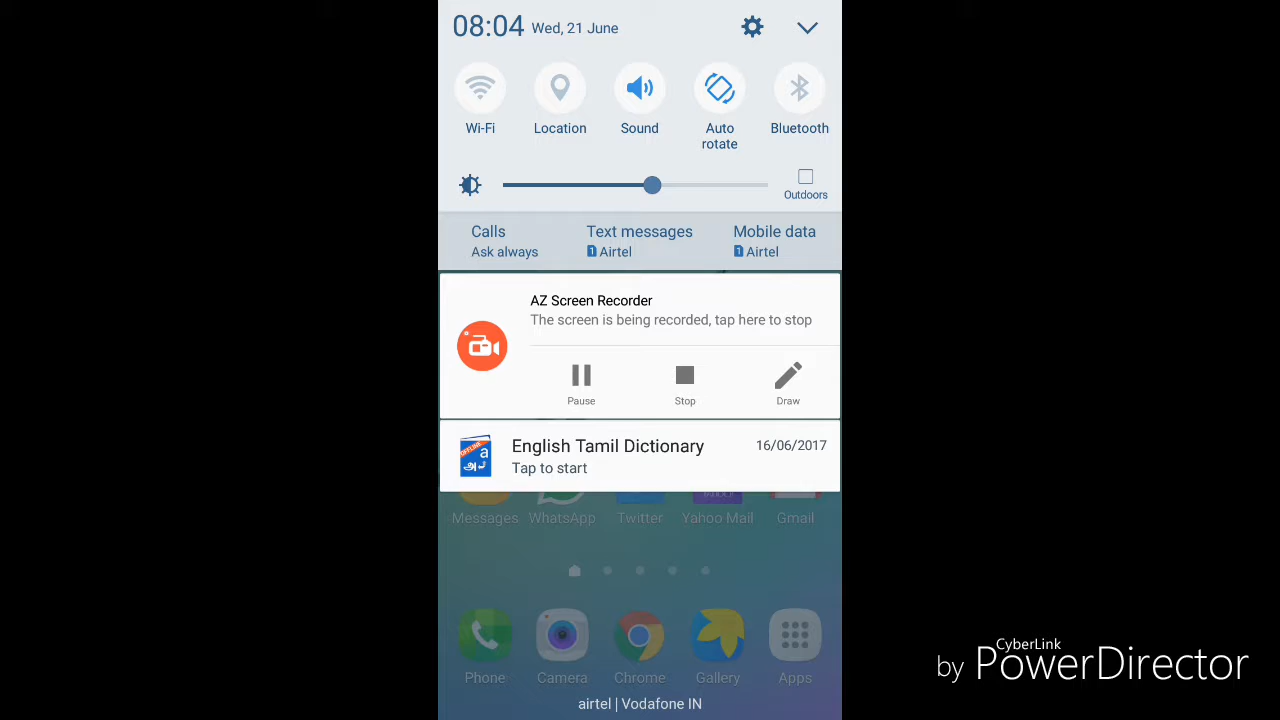 08:04 Wed, 21 June
Wi-Fi
Location
Sound
Auto
rotate
Bluetooth
Outdoors
Calls
Ask always
Text messages
1 Airtel
Mobile data
1 Airtel
AZ Screen Recorder
The screen is being recorded, tap here to stop
Pause
Stop
Draw
OFFLINE
a
English Tamil Dictionary
16/06/2017
Tap to start
Messages
WhatsApp
Twitter
Yahoo Mail
Gmail
Phone
Camera
Chrome
Gallery
Apps
airtel | Vodafone IN
CyberLink
by PowerDirector